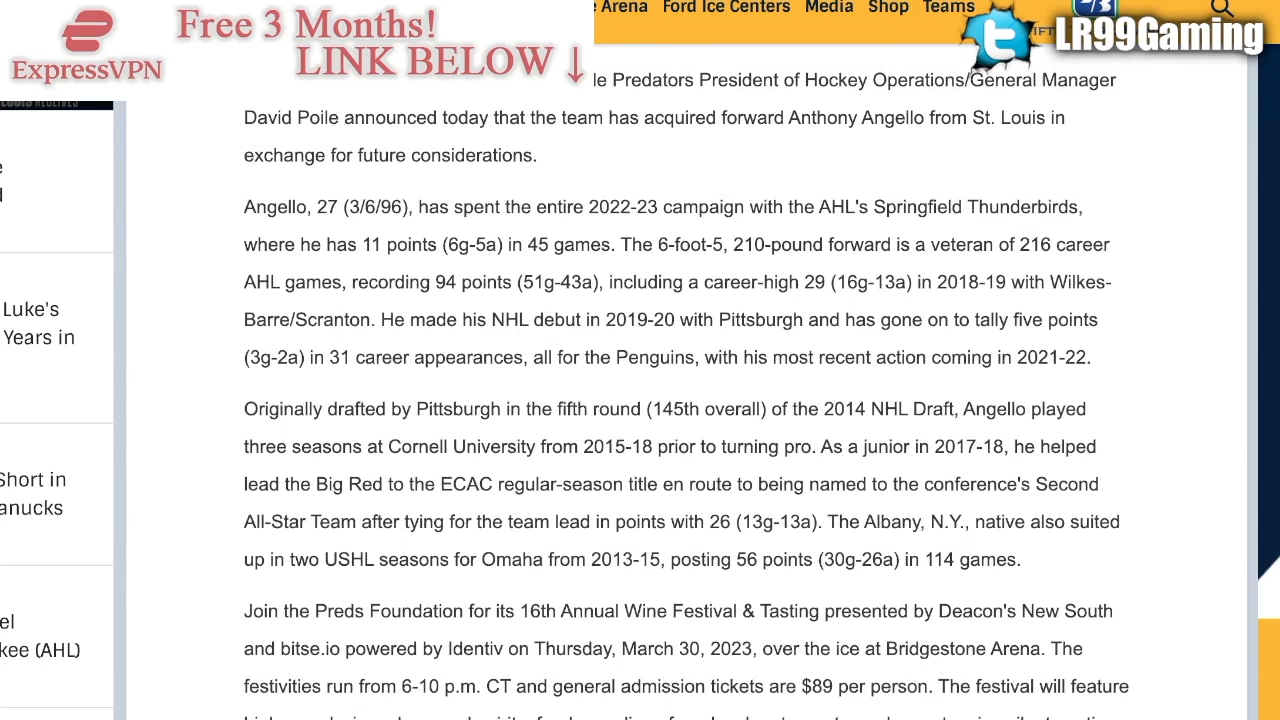 ExpressVPN
Free 3 Months!
LINK BELOW ↓
Arena Ford Ice Centers Media Shop Teams
LR99Gaming
Predators President of Hockey Operations/General Manager
David Poile announced today that the team has acquired forward Anthony Angello from St. Louis in
exchange for future considerations.
Angello, 27 (3/6/96), has spent the entire 2022-23 campaign with the AHL's Springfield Thunderbirds,
where he has 11 points (6g-5a) in 45 games. The 6-foot-5, 210-pound forward is a veteran of 216 career
AHL games, recording 94 points (51g-43a), including a career-high 29 (16g-13a) in 2018-19 with Wilkes-
Barre/Scranton. He made his NHL debut in 2019-20 with Pittsburgh and has gone on to tally five points
(3g-2a) in 31 career appearances, all for the Penguins, with his most recent action coming in 2021-22.
Originally drafted by Pittsburgh in the fifth round (145th overall) of the 2014 NHL Draft, Angello played
three seasons at Cornell University from 2015-18 prior to turning pro. As a junior in 2017-18, he helped
lead the Big Red to the ECAC regular-season title en route to being named to the conference's Second
All-Star Team after tying for the team lead in points with 26 (13g-13a). The Albany, N.Y., native also suited
up in two USHL seasons for Omaha from 2013-15, posting 56 points (30g-26a) in 114 games.
Join the Preds Foundation for its 16th Annual Wine Festival & Tasting presented by Deacon's New South
and bitse.io powered by Identiv on Thursday, March 30, 2023, over the ice at Bridgestone Arena. The
festivities run from 6-10 p.m. CT and general admission tickets are $89 per person. The festival will feature
Luke's
Years in
Short in
anucks
el
kee (AHL)